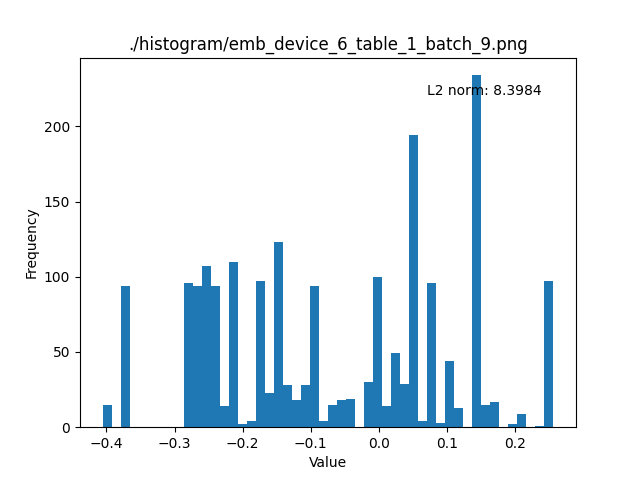 ./histogram/emb_device_6_table_1_batch_9.png
L2 norm: 8.3984
Frequency
200
150
100
50
0
−0.4 −0.3 −0.2 −0.1 0.0 0.1 0.2
Value